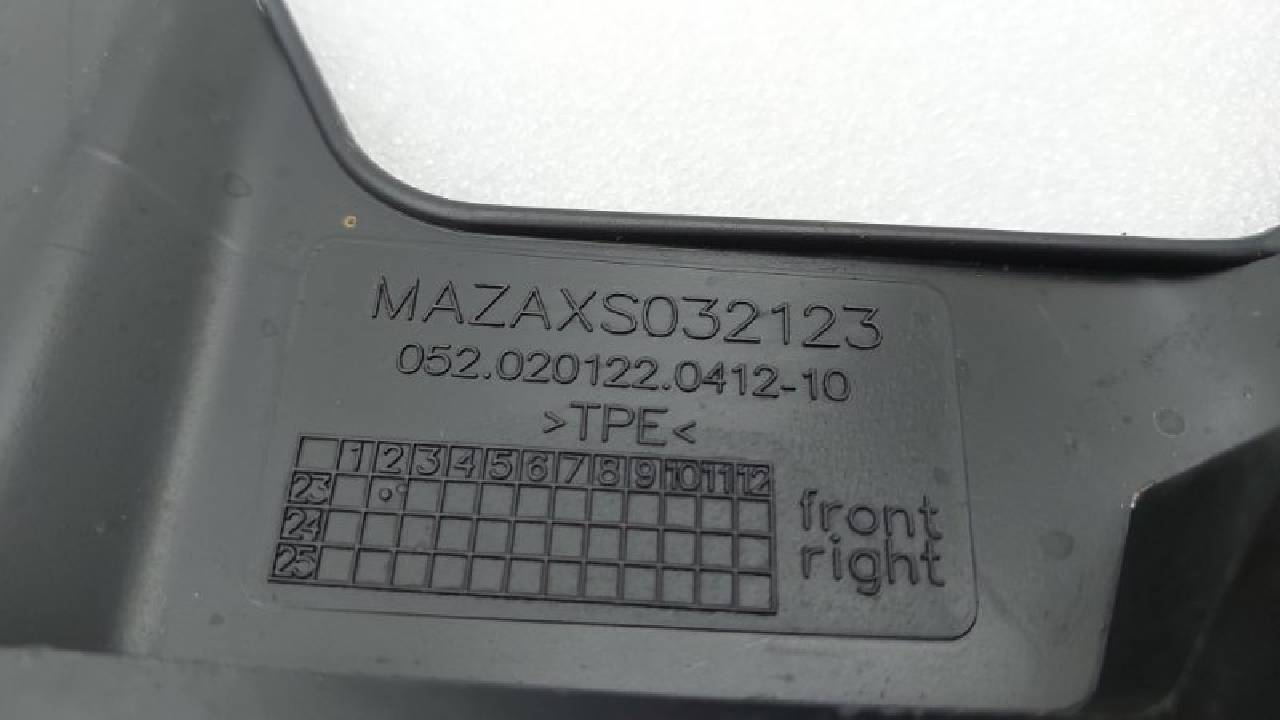 MAZAXS032123
052.020122.0412-10
>TPE<
1 2 3 4 5 6 7 8 9 10 11 12
23
24
25
front
right